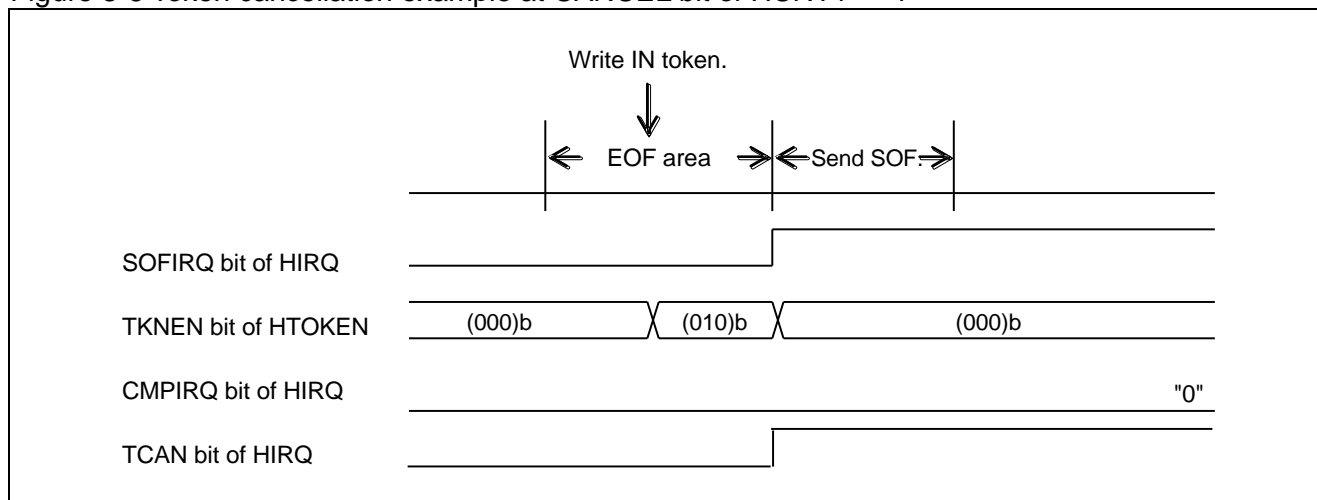 Write IN token.
EOF area
Send SOF.
SOFIRQ bit of HIRQ
TKNEN bit of HTOKEN (000)b (010)b (000)b
CMPIRQ bit of HIRQ "0"
TCAN bit of HIRQ